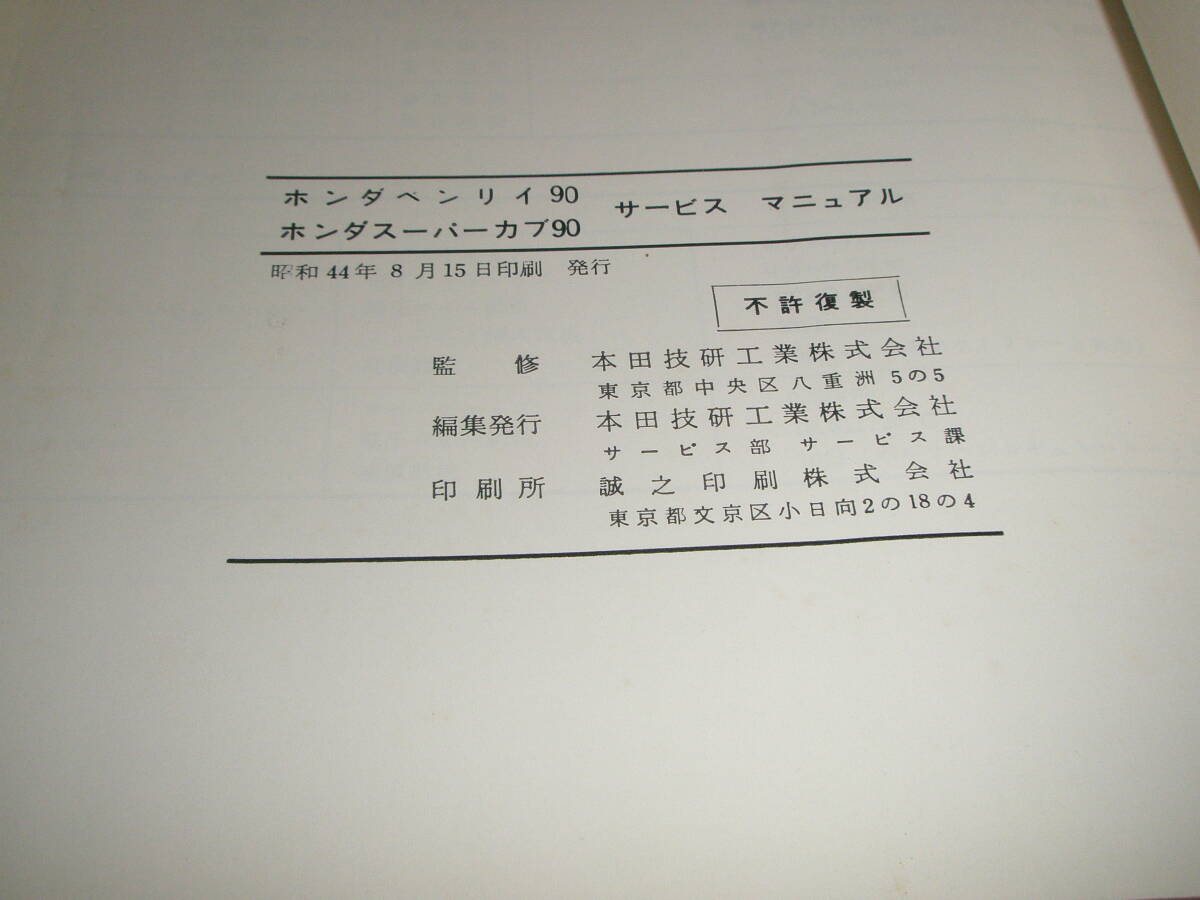 ホンダベンリイ90
ホンダスーパーカブ90
サービス マニュアル
昭和44年8月15日印刷 発行
不許復製
監修 本田技研工業株式会社
東京都中央区八重洲5の5
編集発行 本田技研工業株式会社
サービス部 サービス課
印刷所 誠之印刷株式会社
東京都文京区小日向2の18の4